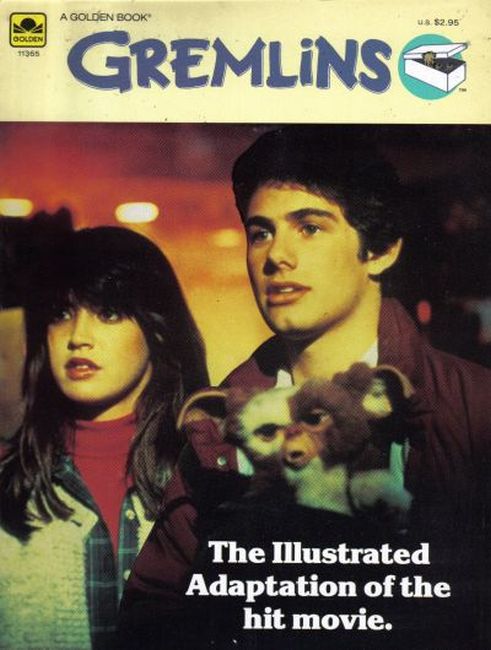 A GOLDEN BOOK®
U.S. $2.95
GOLDEN
11365
GREMLiNS
TM
The Illustrated
Adaptation of the
hit movie.